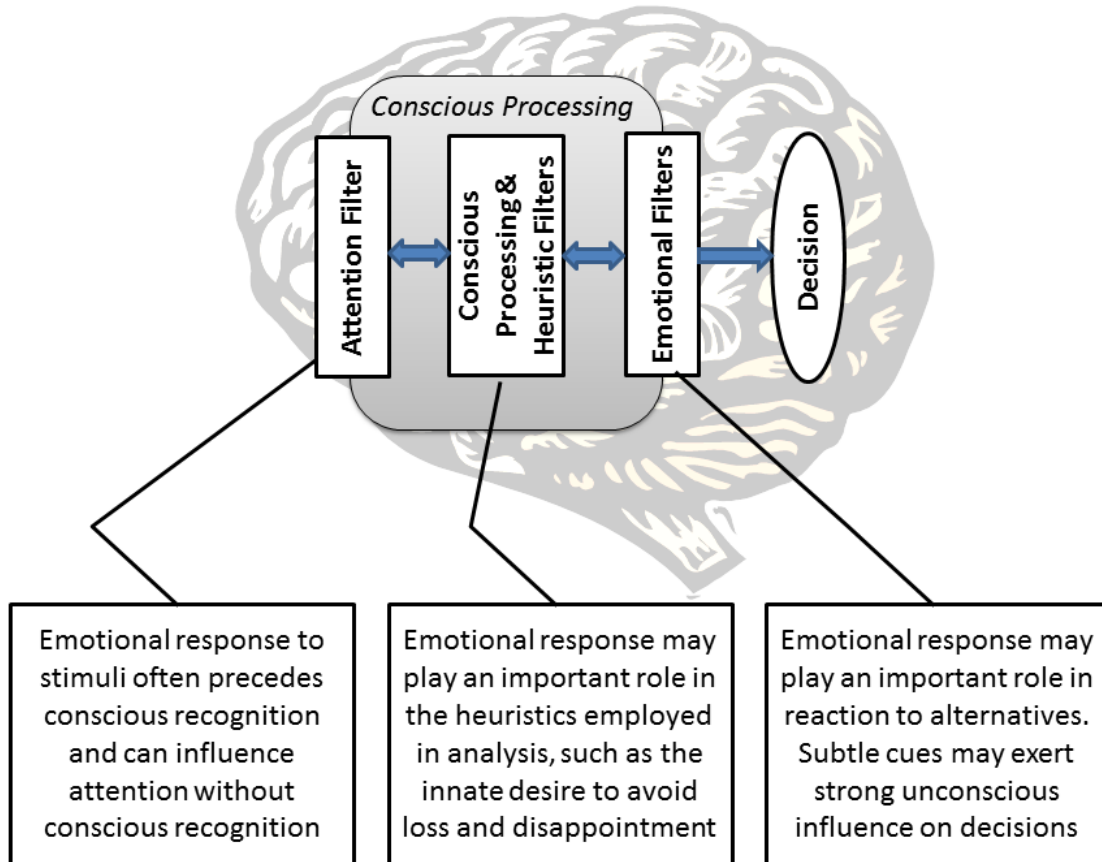 Conscious Processing
Attention Filter
Conscious
Processing &
Heuristic Filters
Emotional Filters
Decision
Emotional response to
stimuli often precedes
conscious recognition
and can influence
attention without
conscious recognition
Emotional response may
play an important role in
the heuristics employed
in analysis, such as the
innate desire to avoid
loss and disappointment
Emotional response may
play an important role in
reaction to alternatives.
Subtle cues may exert
strong unconscious
influence on decisions